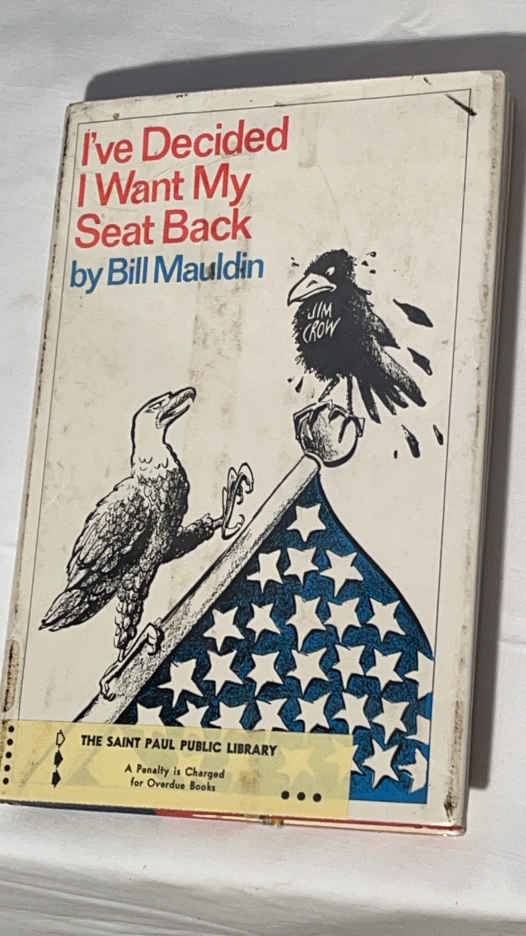 I've Decided
I Want My
Seat Back
by Bill Mauldin
JIM
CROW
THE SAINT PAUL PUBLIC LIBRARY
A Penalty is Charged
for Overdue Books